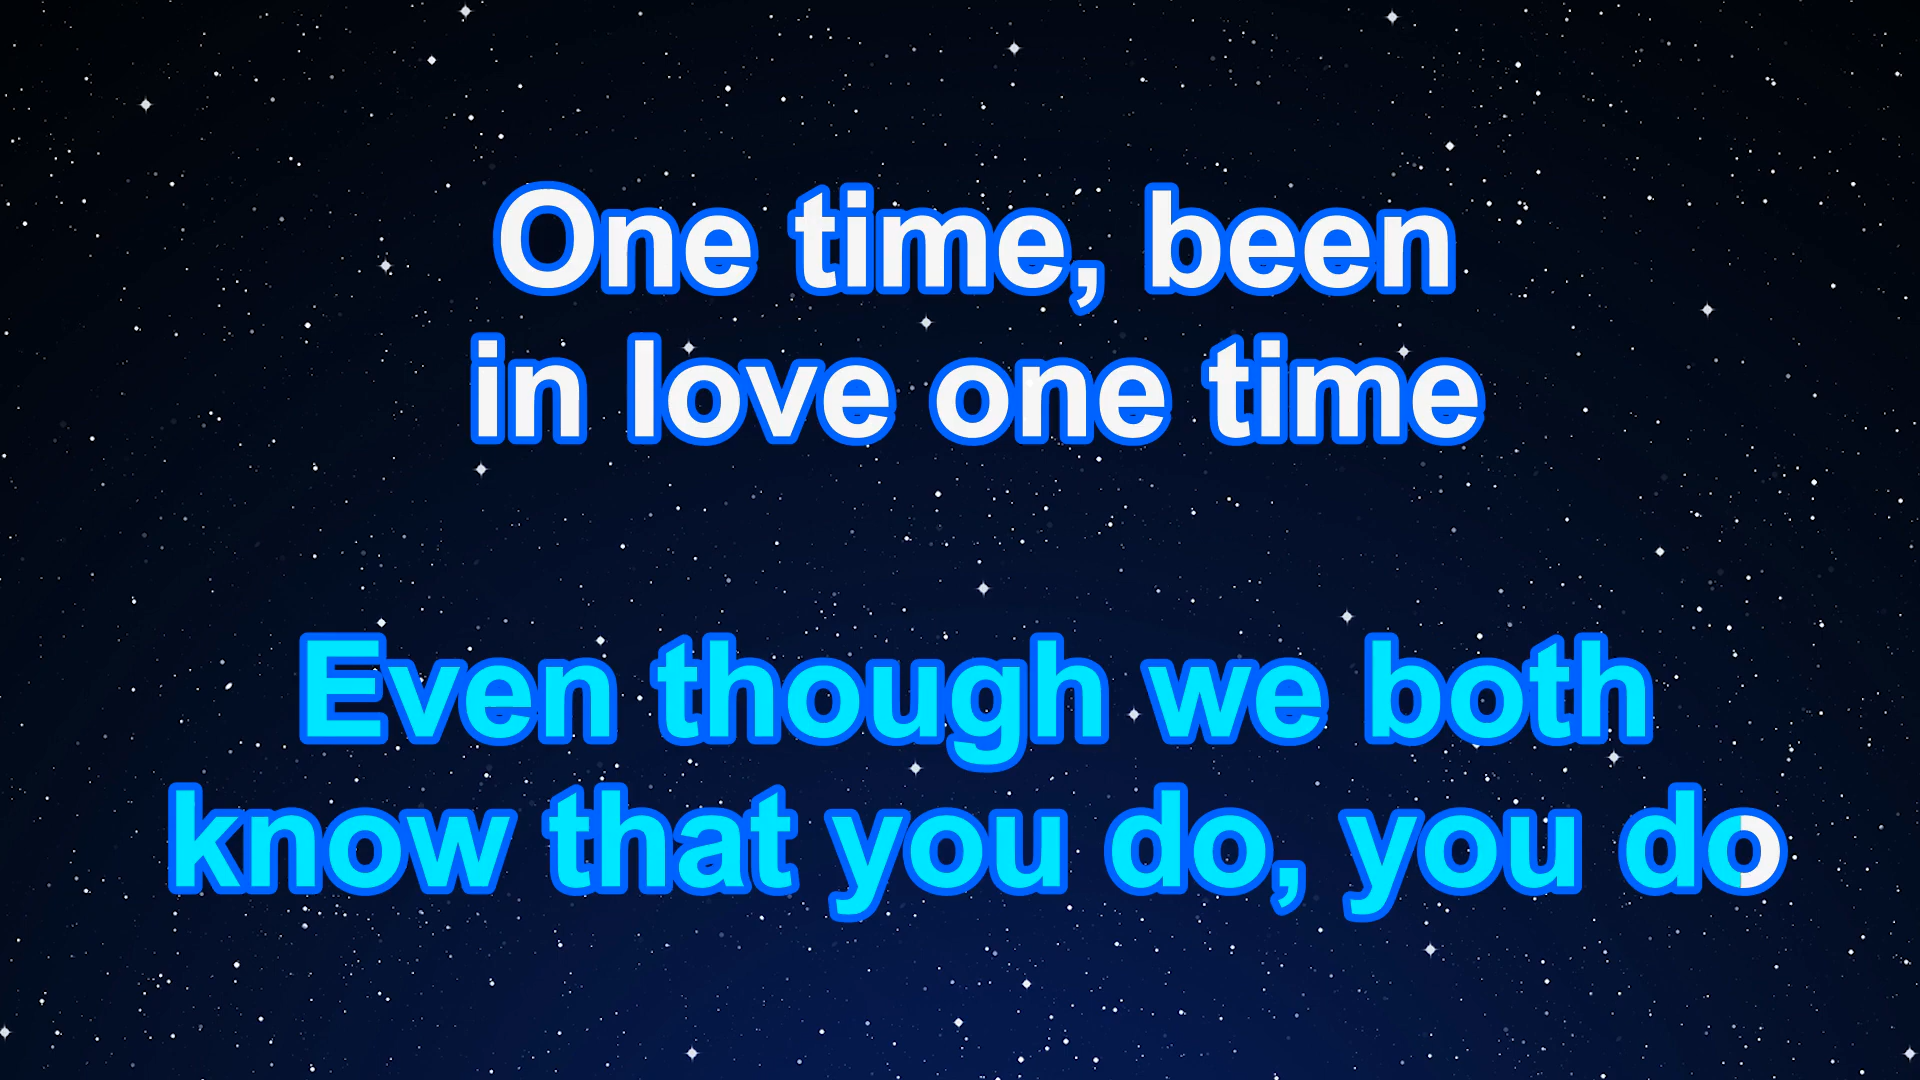 One time, been
in love one time
Even though we both
know that you do, you do